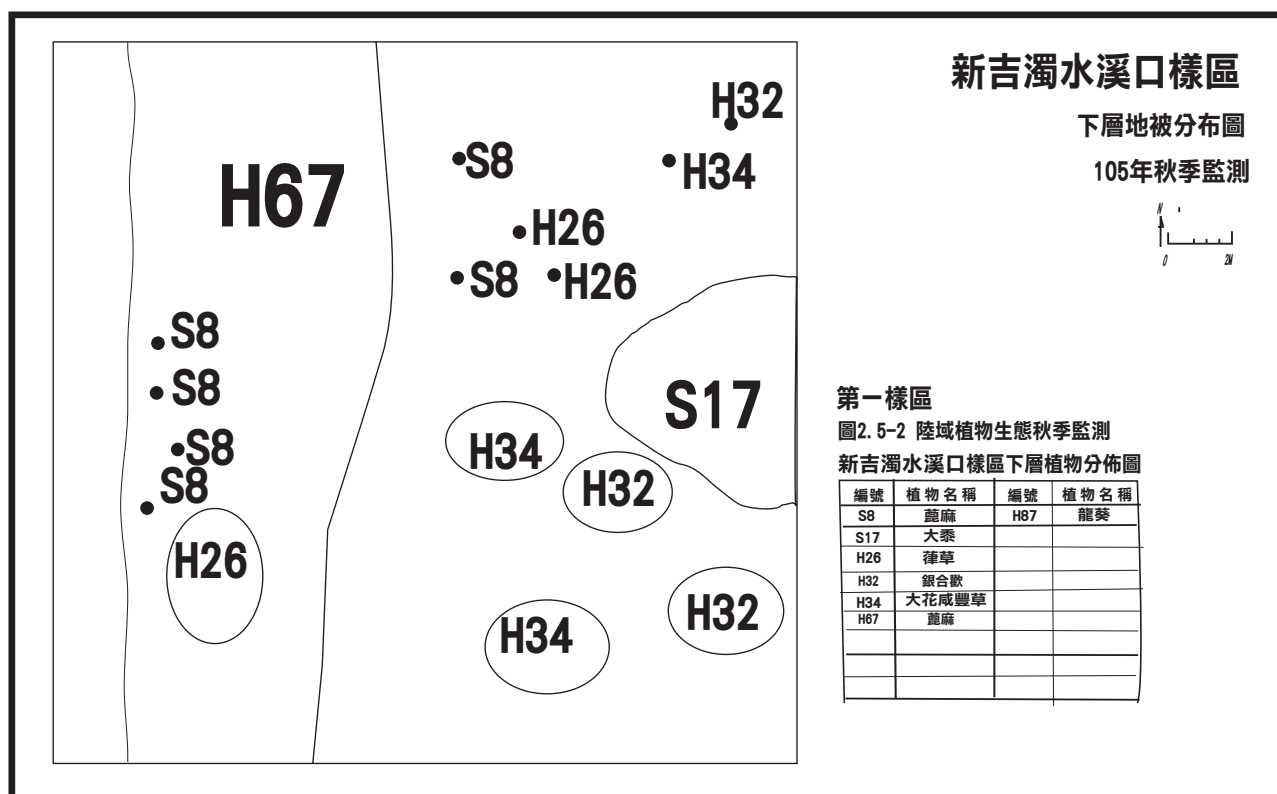 新吉濁水溪口樣區
下層地被分布圖
105年秋季監測
N
0 2M
H32
S8
H34
H67
H26
S8
H26
S8
S8
S17
S8
H34
S8
H32
H26
H32
H34
第一樣區
圖2.5-2 陸域植物生態秋季監測
新吉濁水溪口樣區下層植物分佈圖
編號 植物名稱 編號 植物名稱
S8 蓖麻 H87 龍葵
S17 大黍
H26 葎草
H32 銀合歡
H34 大花咸豐草
H67 蓖麻